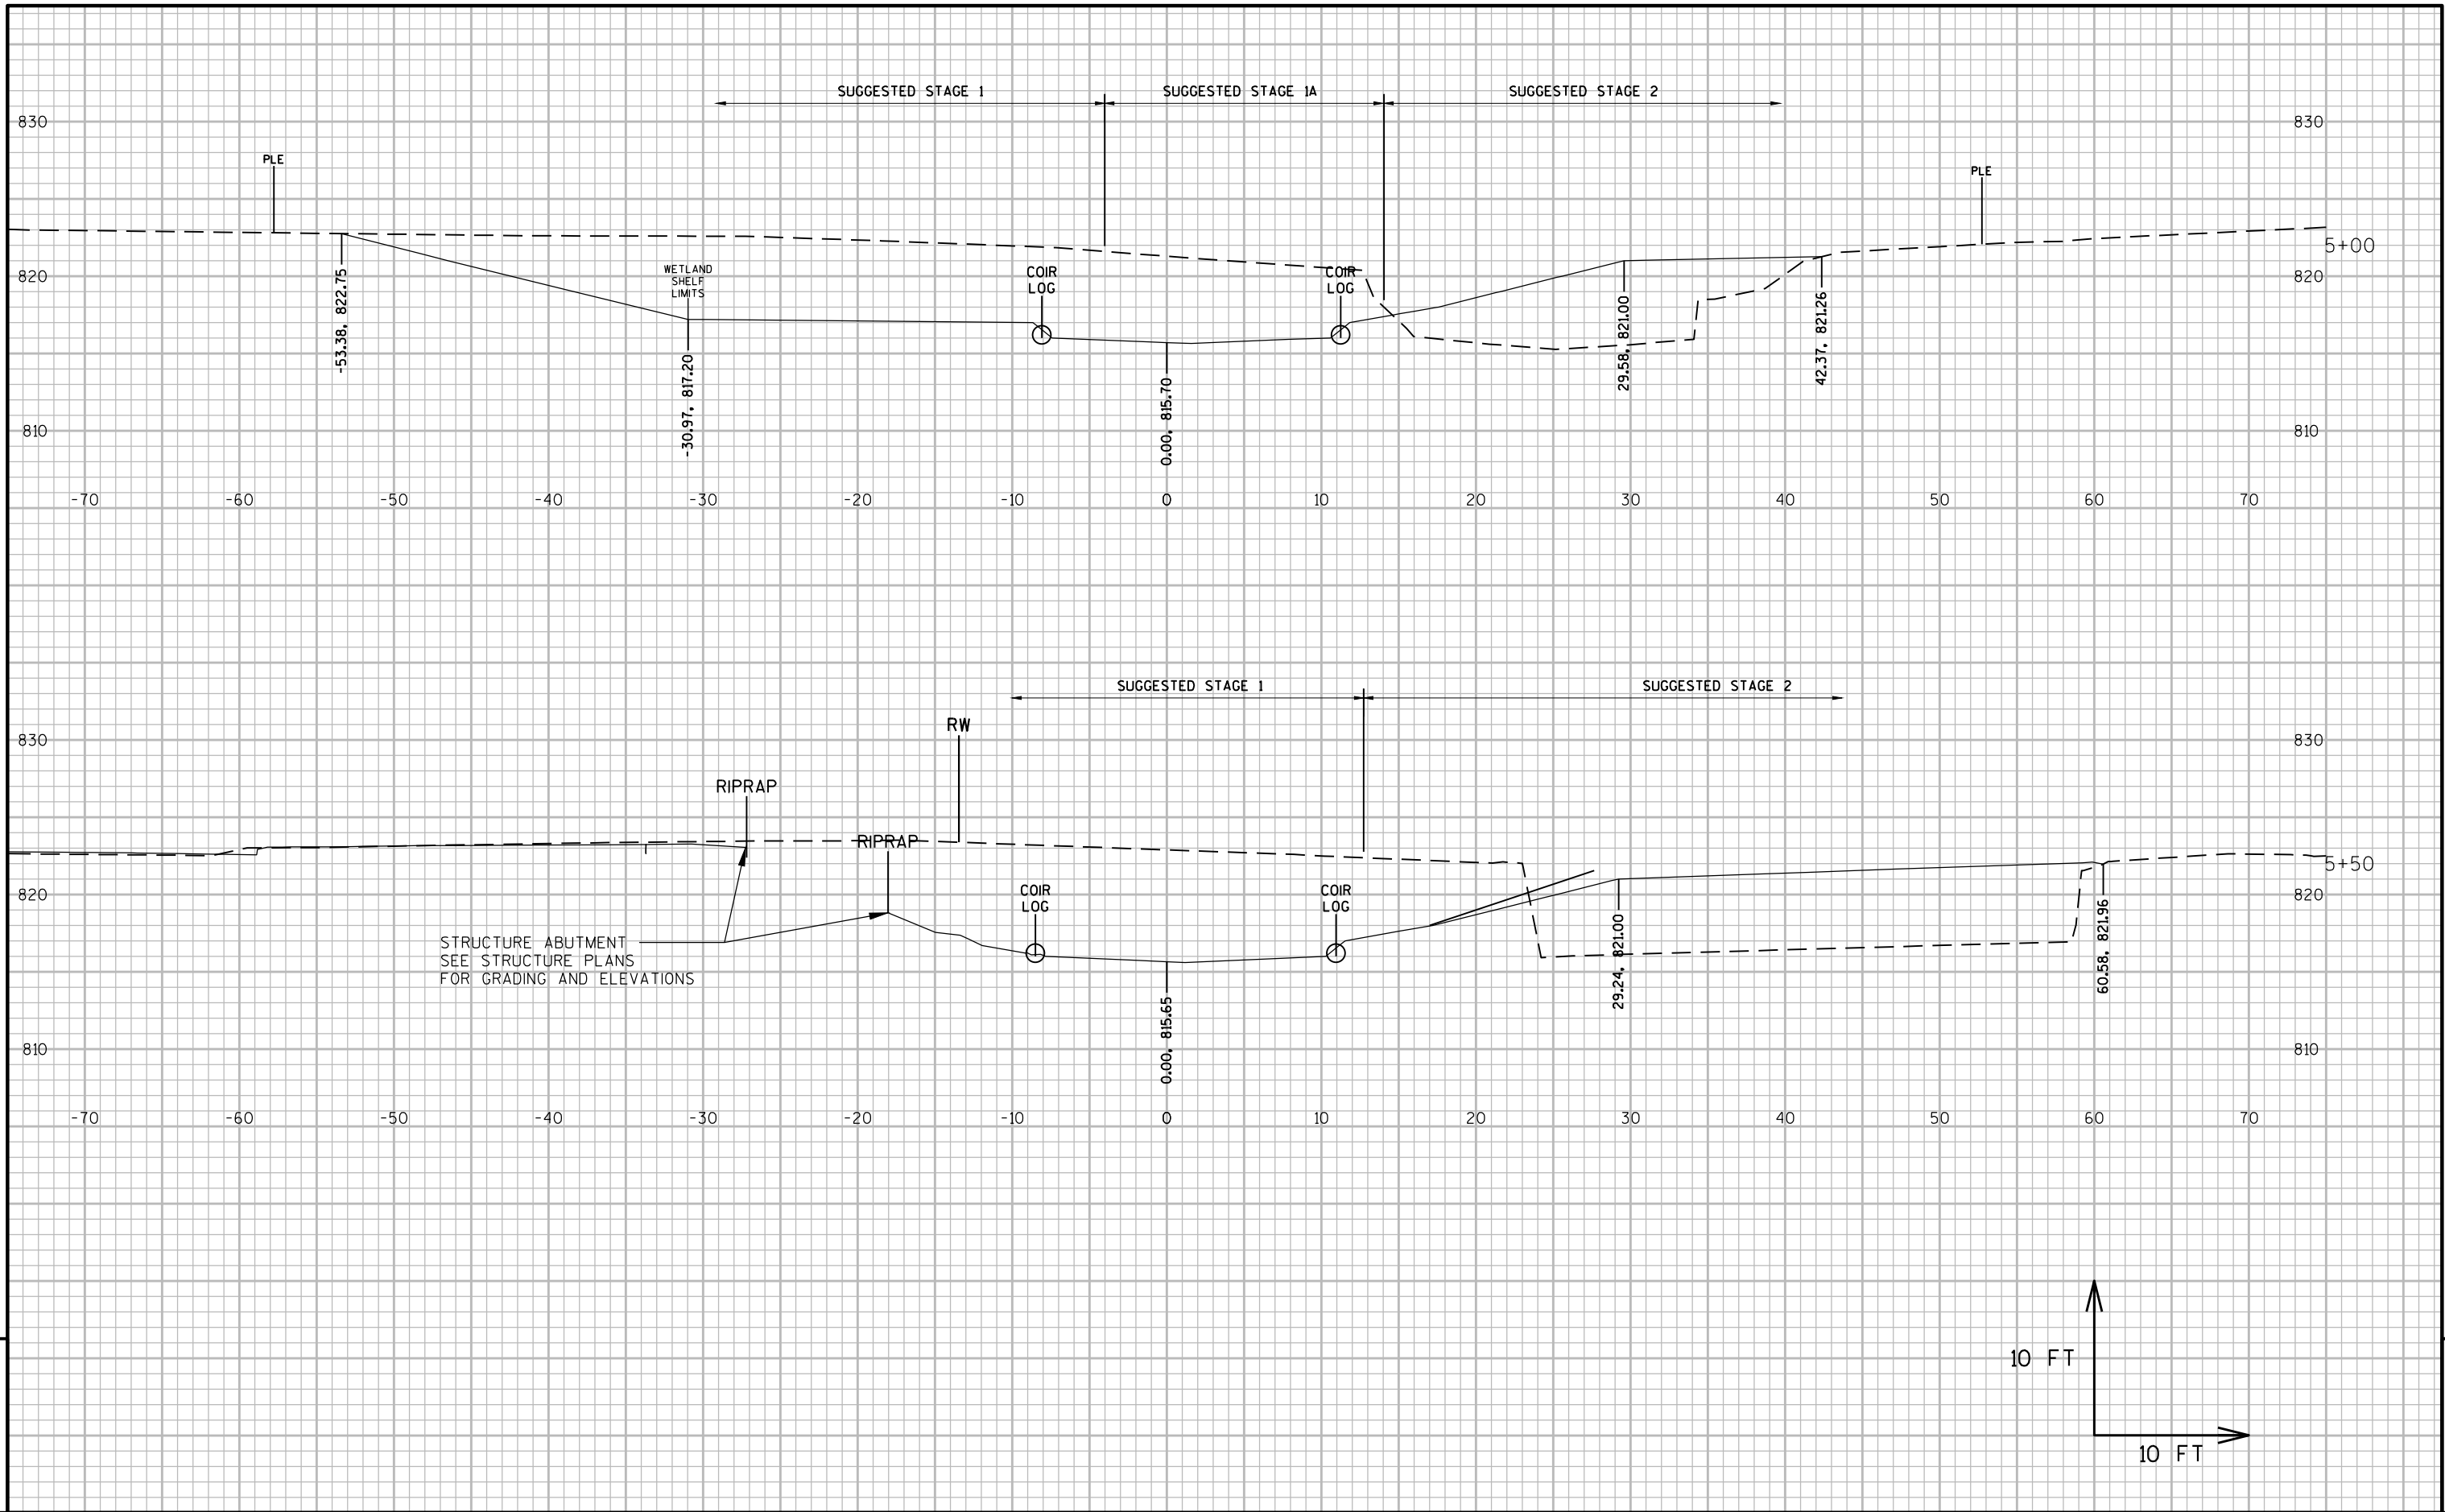 SUGGESTED STAGE 1
SUGGESTED STAGE 1A
SUGGESTED STAGE 2
830
830
PLE
PLE
5+00
820
WETLAND
SHELF
LIMITS
COIR
LOG
COIR
LOG
820
-53.38, 822.75
-30.97, 817.20
0.00, 815.70
29.58, 821.00
42.37, 821.26
810
810
-70
-60
-50
-40
-30
-20
-10
0
10
20
30
40
50
60
70
SUGGESTED STAGE 1
SUGGESTED STAGE 2
RW
830
830
RIPRAP
RIPRAP
5+50
820
COIR
LOG
COIR
LOG
820
STRUCTURE ABUTMENT
SEE STRUCTURE PLANS
FOR GRADING AND ELEVATIONS
0.00, 815.65
29.24, 821.00
60.58, 821.96
810
810
-70
-60
-50
-40
-30
-20
-10
0
10
20
30
40
50
60
70
10 FT
10 FT